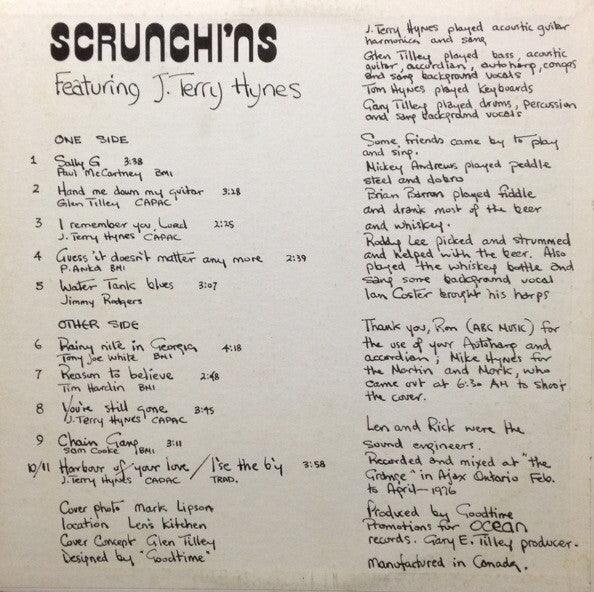 SCRUNCHI'NS
Featuring J. Terry Hynes
ONE SIDE
1 Sally G 3:38
Paul McCartney BMI
2 Hand me down my guitar 3:28
Glen Tilley CAPAC
3 I remember you, Lord 2:25
J. Terry Hynes CAPAC
4 Guess it doesn't matter any more 2:39
P. Anka BMI
5 Water Tank blues 3:07
Jimmy Rodgers
OTHER SIDE
6 Rainy nite in Georgia 4:18
Tony Joe White BMI
7 Reason to believe 2:48
Tim Hardin BMI
8 You're still gone 3:45
J. Terry Hynes CAPAC
9 Chain Gang 3:11
Sam Cooke BMI
10/11 Harbour of your love / I'se the b'y 3:58
J. Terry Hynes CAPAC TRAD.
Cover photo Mark Lipson
location Len's Kitchen
Cover Concept Glen Tilley
Designed by "Goodtime"
J. Terry Hynes played acoustic guitar
harmonica and sang
Glen Tilley played bass, acoustic
guitar, accordian, autoharp, congas
and sang background vocals
Tom Hynes played keyboards
Gary Tilley played drums, percussion
and sang background vocals
Some friends came by to play
and sing.
Mickey Andrews played peddle
steel and dobro
Brian Barron played fiddle
and drank most of the beer
and whiskey.
Roddy Lee picked and strummed
and helped with the beer. Also
played the whiskey bottle and
sang some background vocal
Ian Coster brought his harps
Thank you, Ron (ABC MUSIC) for
the use of your Autoharp and
accordian; Mike Hynes for
the Martin and Mark, who
came out at 6:30 AM to shoot
the cover.
Len and Rick were the
sound engineers.
Recorded and mixed at "the
Grange" in Ajax Ontario Feb.
to April-1976
Produced by Goodtime
Promotions for OCEAN
records. Gary E. Tilley producer.
Manufactured in Canada.